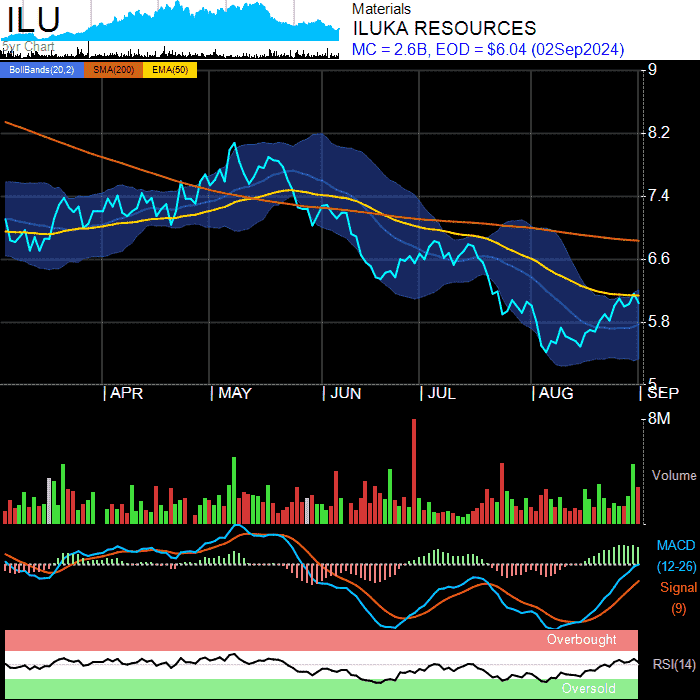 ILU
5yr Chart
Materials
ILUKA RESOURCES
MC = 2.6B, EOD = $6.04 (02Sep2024)
BollBands(20,2) SMA(200) EMA(50)
9
8.2
7.4
6.6
5.8
5
APR MAY JUN JUL AUG SEP
8M
Volume
MACD
(12-26)
Signal
(9)
Overbought
RSI(14)
Oversold